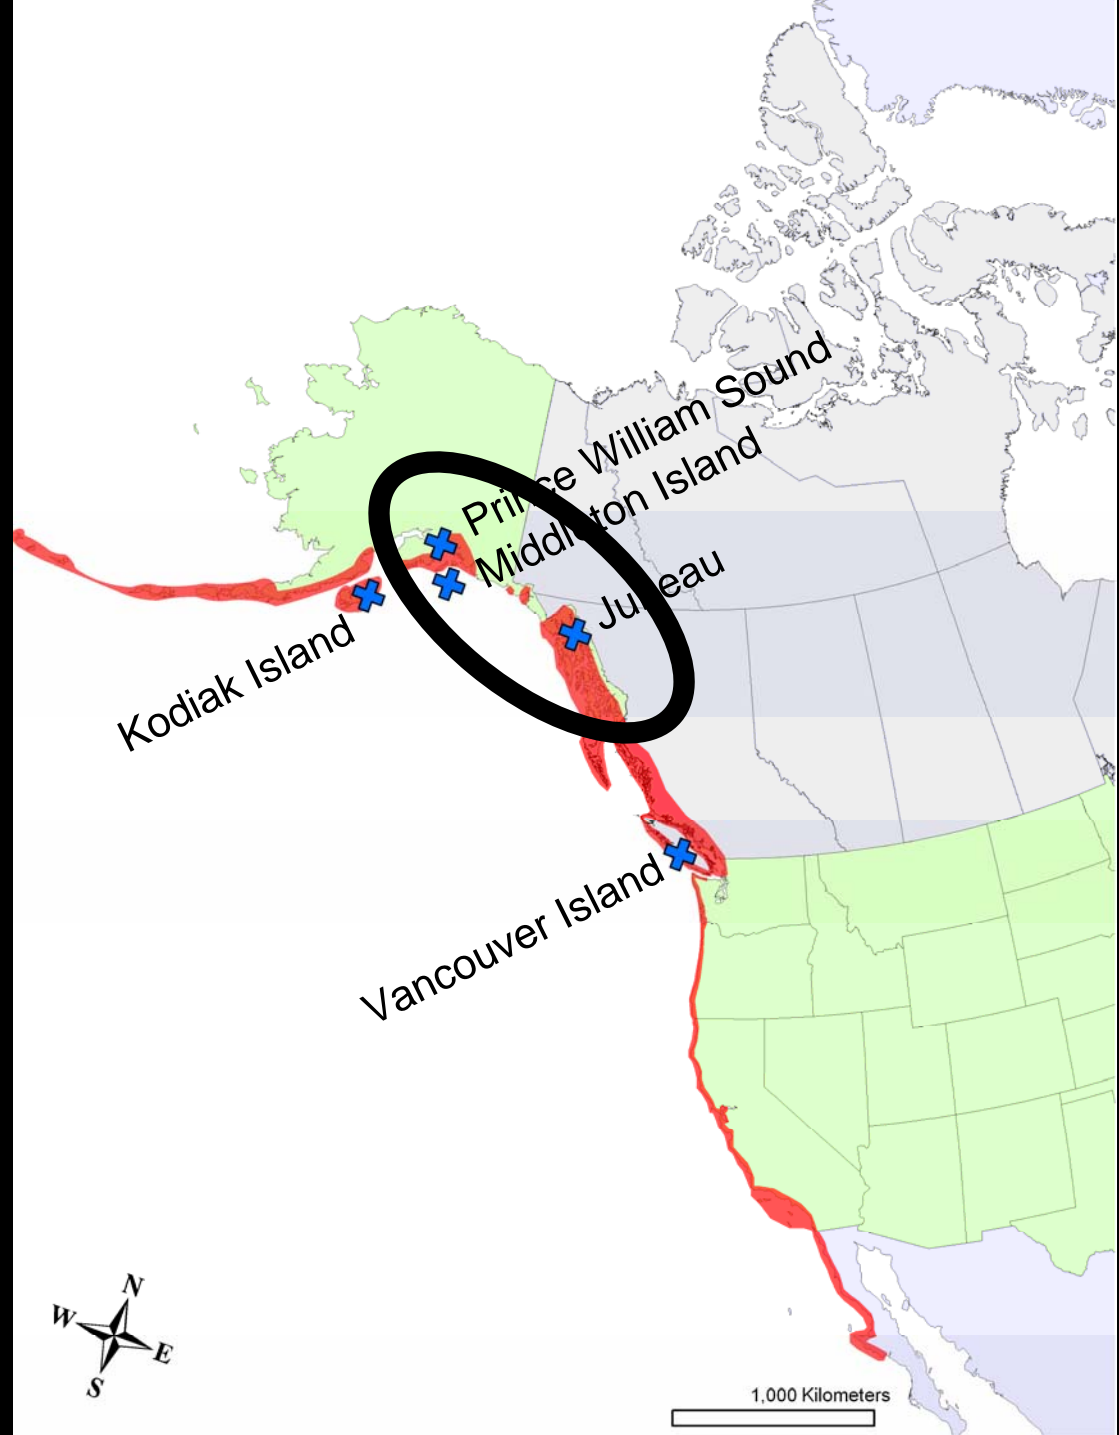 Prince William Sound
Middleton Island
Juneau
Kodiak Island
Vancouver Island
N
W
E
S
1,000 Kilometers